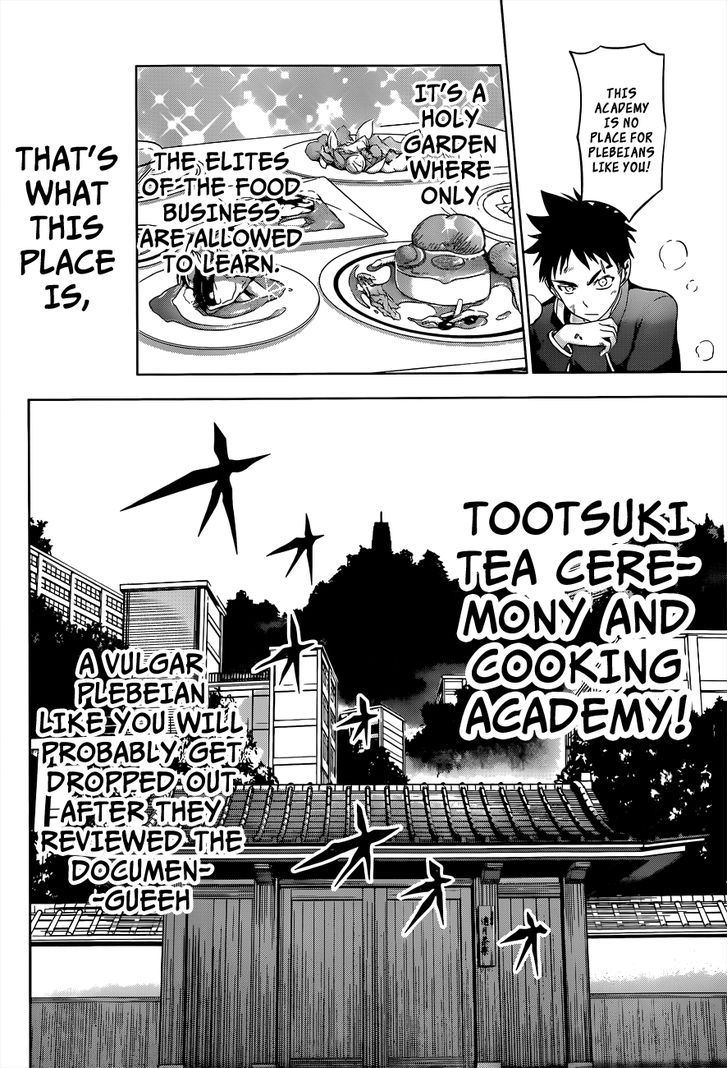 THIS
ACADEMY
IS NO
PLACE FOR
PLEBEIANS
LIKE YOU!
IT'S A
HOLY
GARDEN
WHERE
ONLY
THE ELITES
OF THE FOOD
BUSINESS
ARE ALLOWED
TO LEARN.
THAT'S
WHAT
THIS
PLACE
IS,
TOOTSUKI
TEA CERE-
MONY AND
COOKING
ACADEMY!
A VULGAR
PLEBEIAN
LIKE YOU WILL
PROBABLY GET
DROPPED OUT
AFTER THEY
REVIEWED THE
DOCUMEN-
-GUEEH